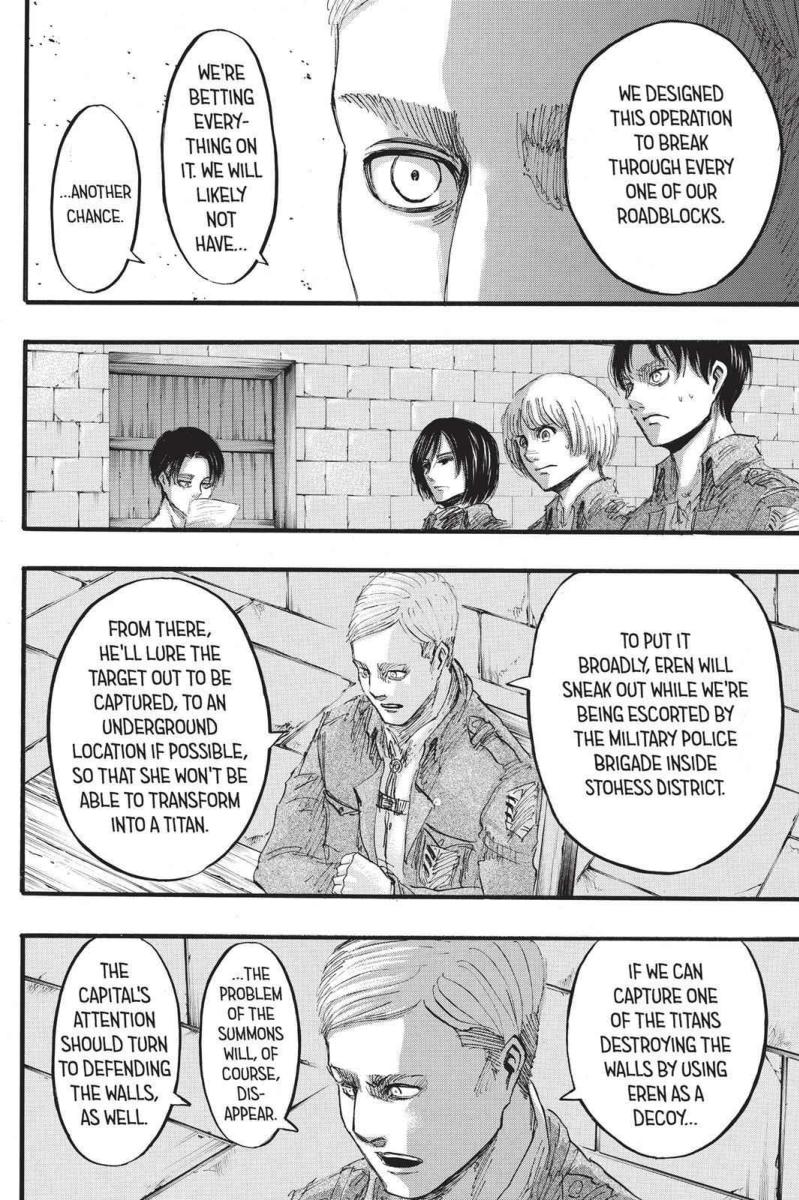 WE DESIGNED
THIS OPERATION
TO BREAK
THROUGH EVERY
ONE OF OUR
ROADBLOCKS.
WE'RE
BETTING
EVERY-
THING ON
IT. WE WILL
LIKELY
NOT
HAVE...
...ANOTHER
CHANCE.
TO PUT IT
BROADLY, EREN WILL
SNEAK OUT WHILE WE'RE
BEING ESCORTED BY
THE MILITARY POLICE
BRIGADE INSIDE
STOHESS DISTRICT.
FROM THERE,
HE'LL LURE THE
TARGET OUT TO BE
CAPTURED, TO AN
UNDERGROUND
LOCATION IF POSSIBLE,
SO THAT SHE WON'T BE
ABLE TO TRANSFORM
INTO A TITAN.
IF WE CAN
CAPTURE ONE
OF THE TITANS
DESTROYING THE
WALLS BY USING
EREN AS A
DECOY...
...THE
PROBLEM
OF THE
SUMMONS
WILL, OF
COURSE,
DIS-
APPEAR.
THE
CAPITAL'S
ATTENTION
SHOULD TURN
TO DEFENDING
THE WALLS,
AS WELL.